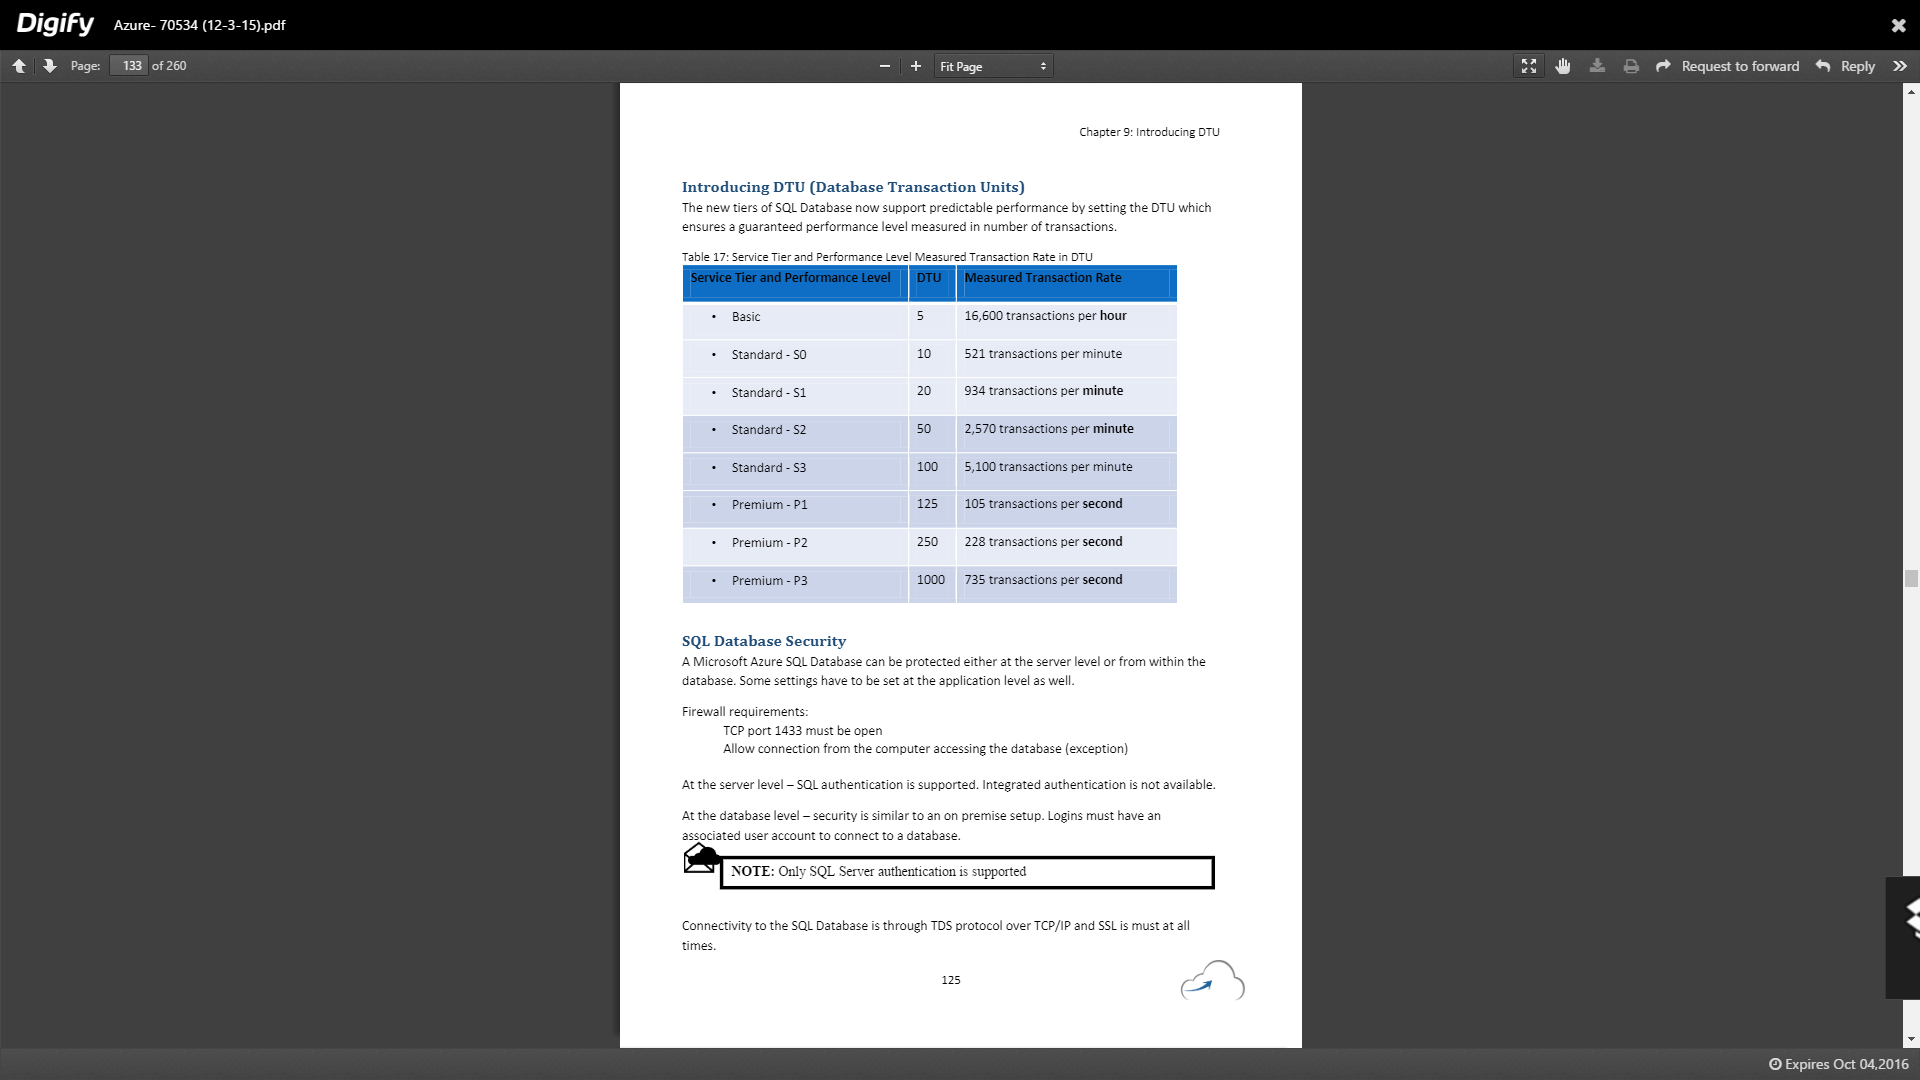 Digify Azure- 70534 (12-3-15).pdf
Page: 133 of 260 Fit Page Request to forward Reply
Chapter 9: Introducing DTU
Introducing DTU (Database Transaction Units)
The new tiers of SQL Database now support predictable performance by setting the DTU which
ensures a guaranteed performance level measured in number of transactions.
Table 17: Service Tier and Performance Level Measured Transaction Rate in DTU
Service Tier and Performance Level DTU Measured Transaction Rate
• Basic 5 16,600 transactions per hour
• Standard - S0 10 521 transactions per minute
• Standard - S1 20 934 transactions per minute
• Standard - S2 50 2,570 transactions per minute
• Standard - S3 100 5,100 transactions per minute
• Premium - P1 125 105 transactions per second
• Premium - P2 250 228 transactions per second
• Premium - P3 1000 735 transactions per second
SQL Database Security
A Microsoft Azure SQL Database can be protected either at the server level or from within the
database. Some settings have to be set at the application level as well.
Firewall requirements:
TCP port 1433 must be open
Allow connection from the computer accessing the database (exception)
At the server level – SQL authentication is supported. Integrated authentication is not available.
At the database level – security is similar to an on premise setup. Logins must have an
associated user account to connect to a database.
NOTE: Only SQL Server authentication is supported
Connectivity to the SQL Database is through TDS protocol over TCP/IP and SSL is must at all
times.
125
Expires Oct 04,2016